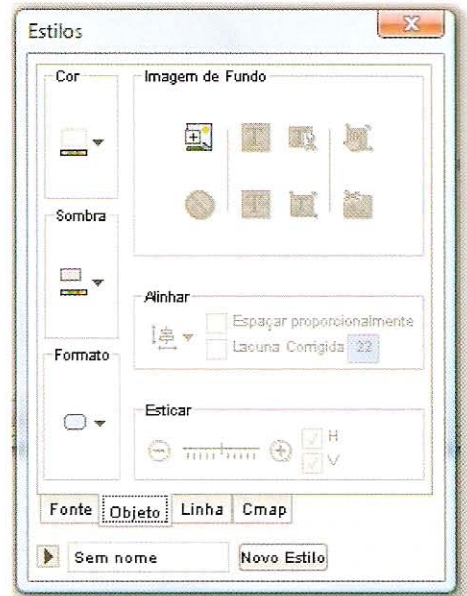 Estilos
Cor
Imagem de Fundo
Sombra
Alinhar
Espaçar proporcionalmente
Lacuna Corrigida 22
Formato
Esticar
H
V
Fonte Objeto Linha Cmap
Sem nome Novo Estilo